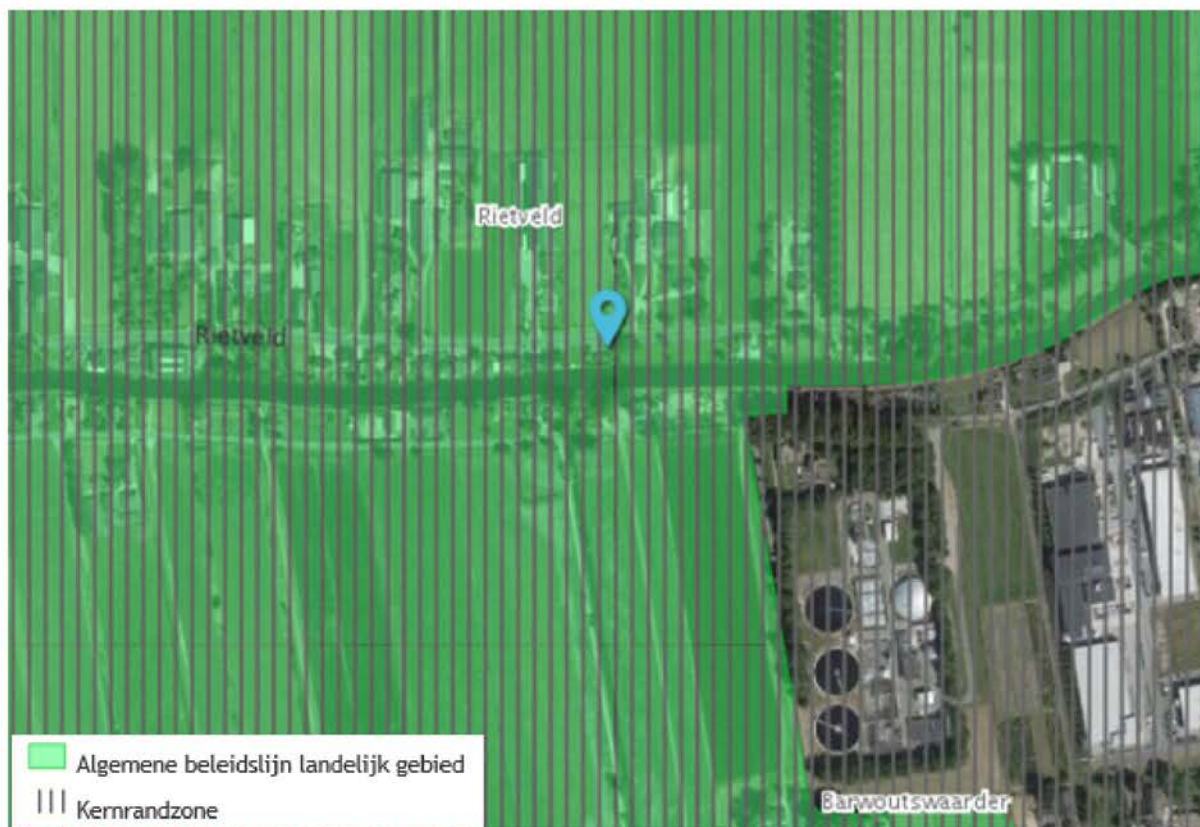 Rietveld
Rietveld
Algemene beleidslijn landelijk gebied
Kernrandzone
Barwoutswaarder